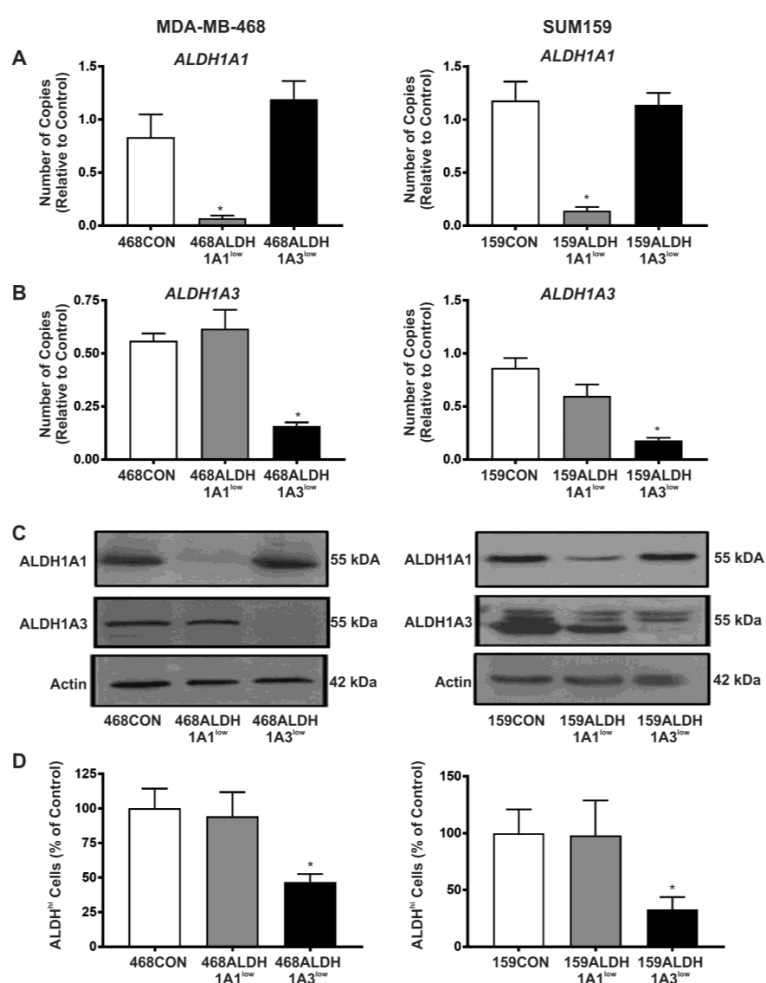 MDA-MB-468
SUM159
A
ALDH1A1
Number of Copies
(Relative to Control)
1.5
1.0
0.5
0.0
*
468CON
468ALDH
1A1low
468ALDH
1A3low
ALDH1A1
Number of Copies
(Relative to Control)
1.5
1.0
0.5
0.0
*
159CON
159ALDH
1A1low
159ALDH
1A3low
B
ALDH1A3
Number of Copies
(Relative to Control)
0.75
0.50
0.25
0.00
*
468CON
468ALDH
1A1low
468ALDH
1A3low
ALDH1A3
Number of Copies
(Relative to Control)
1.5
1.0
0.5
0.0
*
159CON
159ALDH
1A1low
159ALDH
1A3low
C
ALDH1A1
55 kDA
ALDH1A3
55 kDa
Actin
42 kDa
468CON
468ALDH
1A1low
468ALDH
1A3low
ALDH1A1
55 kDA
ALDH1A3
55 kDa
Actin
42 kDa
159CON
159ALDH
1A1low
159ALDH
1A3low
D
ALDHhi Cells (% of Control)
125
100
75
50
25
0
*
468CON
468ALDH
1A1low
468ALDH
1A3low
ALDHhi Cells (% of Control)
150
100
50
0
*
159CON
159ALDH
1A1low
159ALDH
1A3low